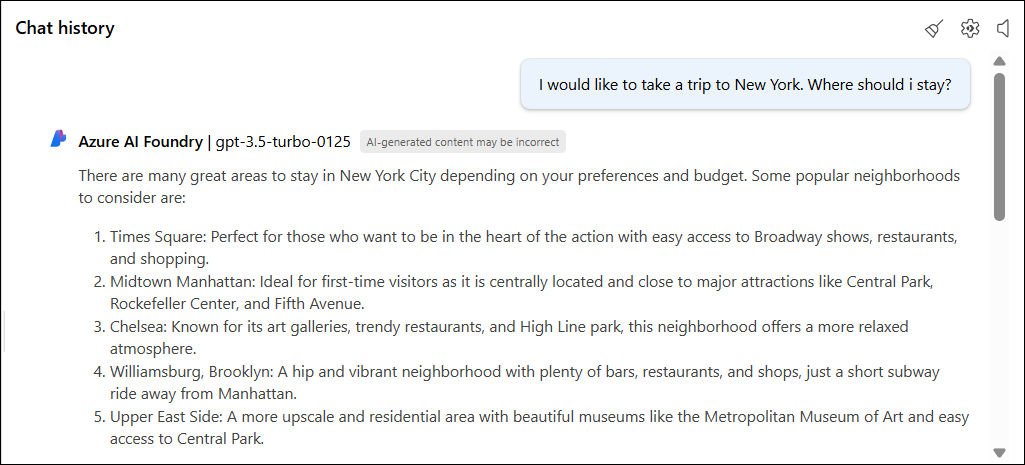 Chat history
I would like to take a trip to New York. Where should i stay?
Azure AI Foundry | gpt-3.5-turbo-0125 AI-generated content may be incorrect
There are many great areas to stay in New York City depending on your preferences and budget. Some popular neighborhoods
to consider are:
1. Times Square: Perfect for those who want to be in the heart of the action with easy access to Broadway shows, restaurants,
and shopping.
2. Midtown Manhattan: Ideal for first-time visitors as it is centrally located and close to major attractions like Central Park,
Rockefeller Center, and Fifth Avenue.
3. Chelsea: Known for its art galleries, trendy restaurants, and High Line park, this neighborhood offers a more relaxed
atmosphere.
4. Williamsburg, Brooklyn: A hip and vibrant neighborhood with plenty of bars, restaurants, and shops, just a short subway
ride away from Manhattan.
5. Upper East Side: A more upscale and residential area with beautiful museums like the Metropolitan Museum of Art and easy
access to Central Park.